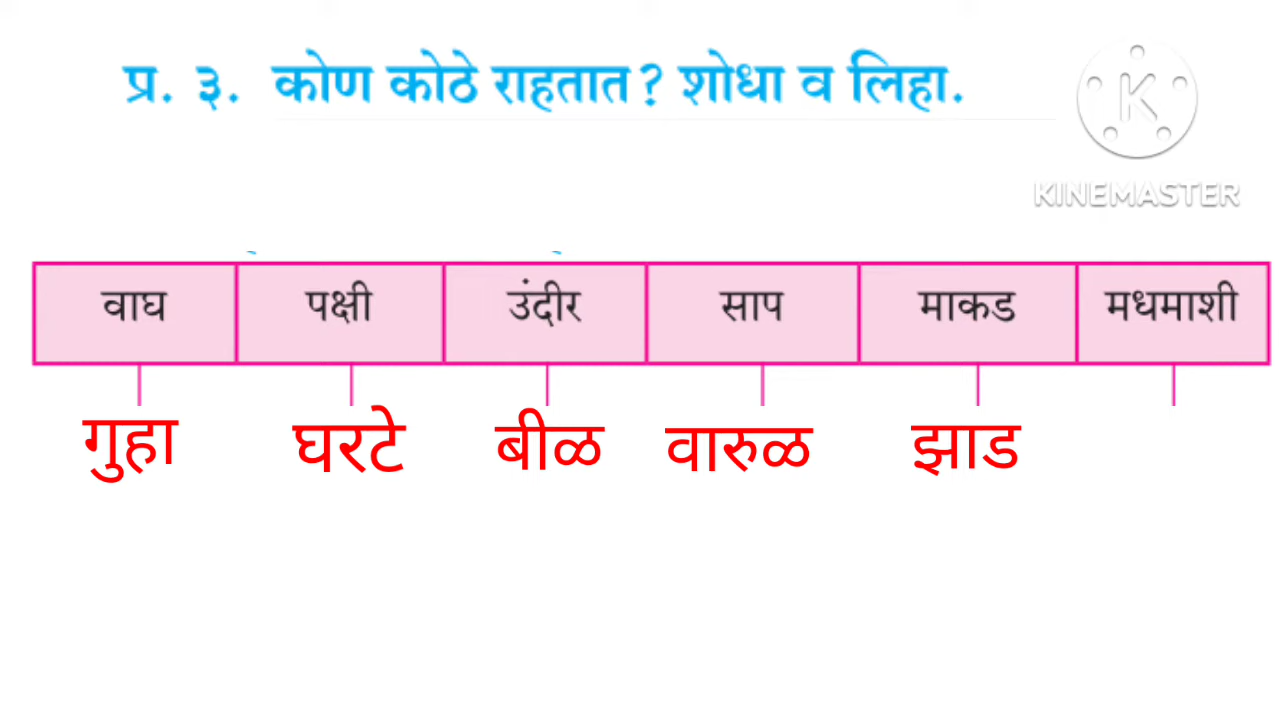 प्र. ३. कोण कोठे राहतात? शोधा व लिहा.
K
KINEMASTER
वाघ पक्षी उंदीर साप माकड मधमाशी
गुहा घरटे बीळ वारुळ झाड